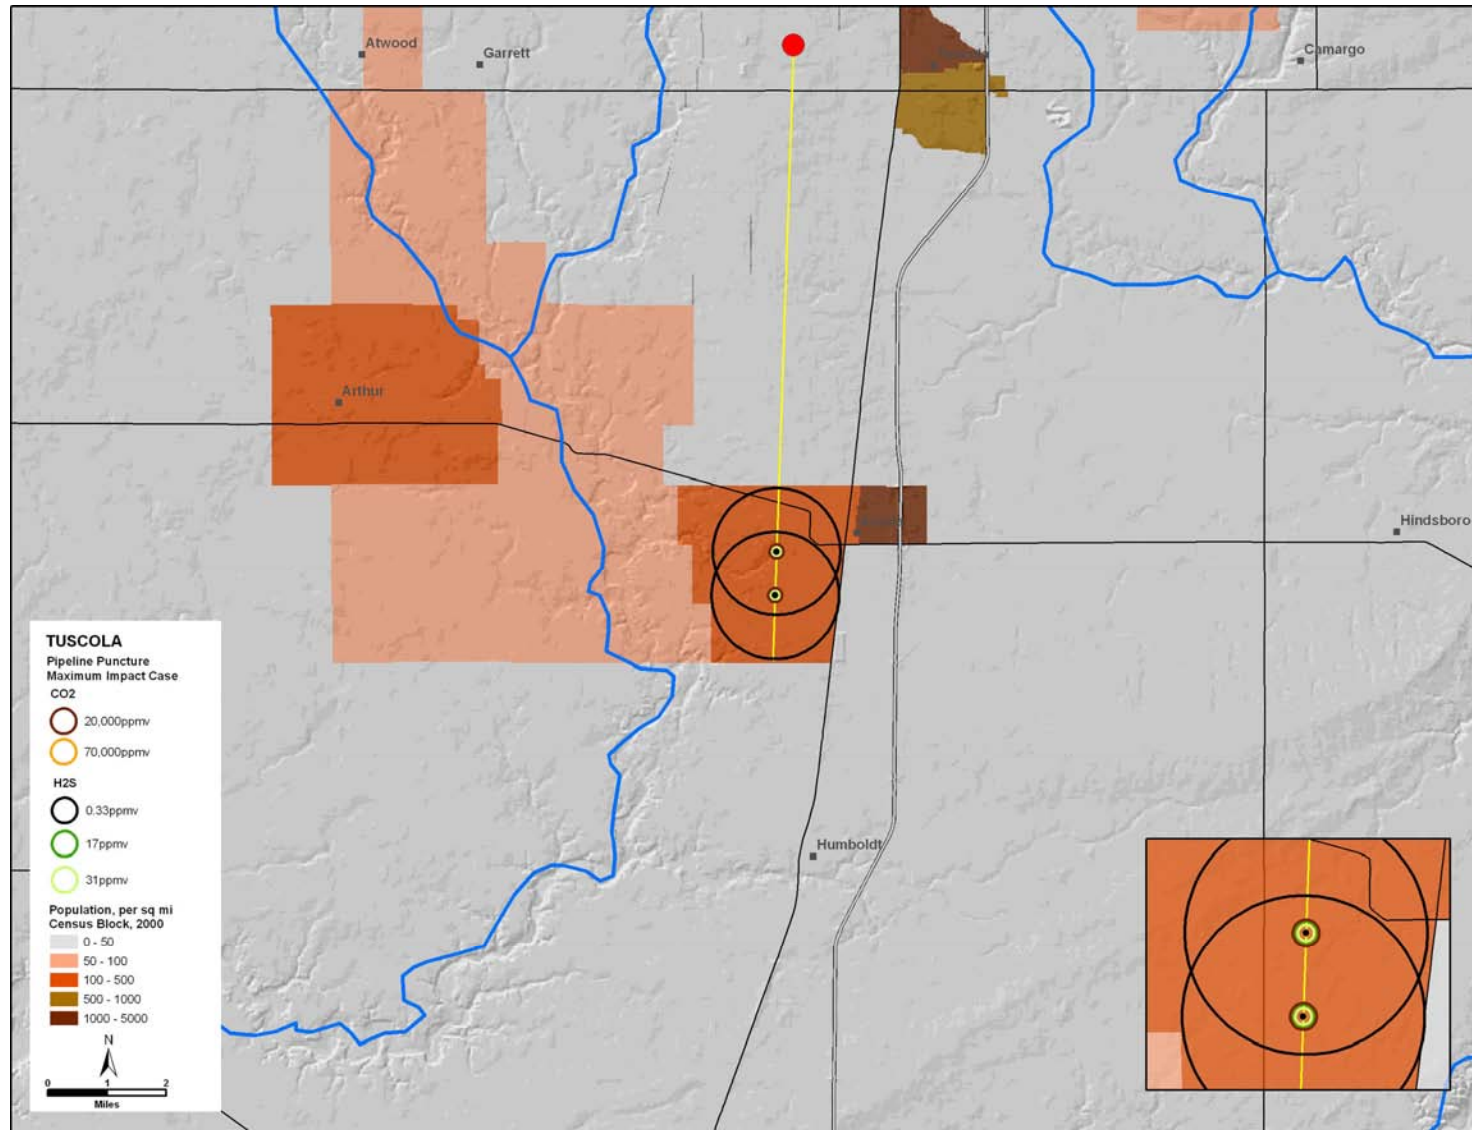 Atwood
Garrett
Camargo
Arthur
Hindsboro
Humboldt
TUSCOLA
Pipeline Puncture
Maximum Impact Case
CO2
20,000ppmv
70,000ppmv
H2S
0.33ppmv
17ppmv
31ppmv
Population, per sq mi
Census Block, 2000
0 - 50
50 - 100
100 - 500
500 - 1000
1000 - 5000
N
0 1 2
Miles